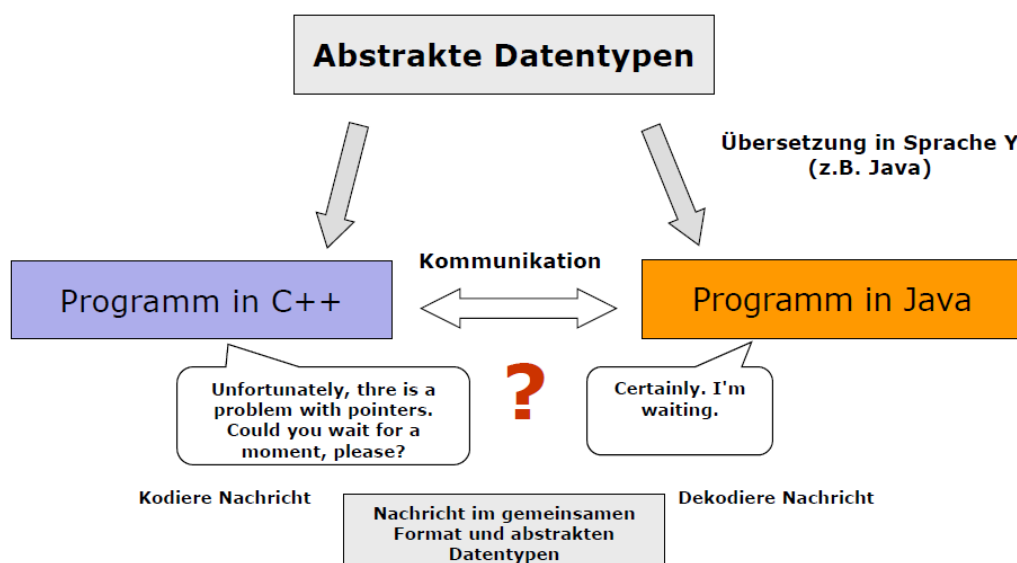 Abstrakte Datentypen
Übersetzung in Sprache Y
(z.B. Java)
Kommunikation
Programm in C++
Programm in Java
Unfortunately, thre is a
problem with pointers.
Could you wait for a
moment, please?
?
Certainly. I'm
waiting.
Kodiere Nachricht
Dekodiere Nachricht
Nachricht im gemeinsamen
Format und abstrakten
Datentypen